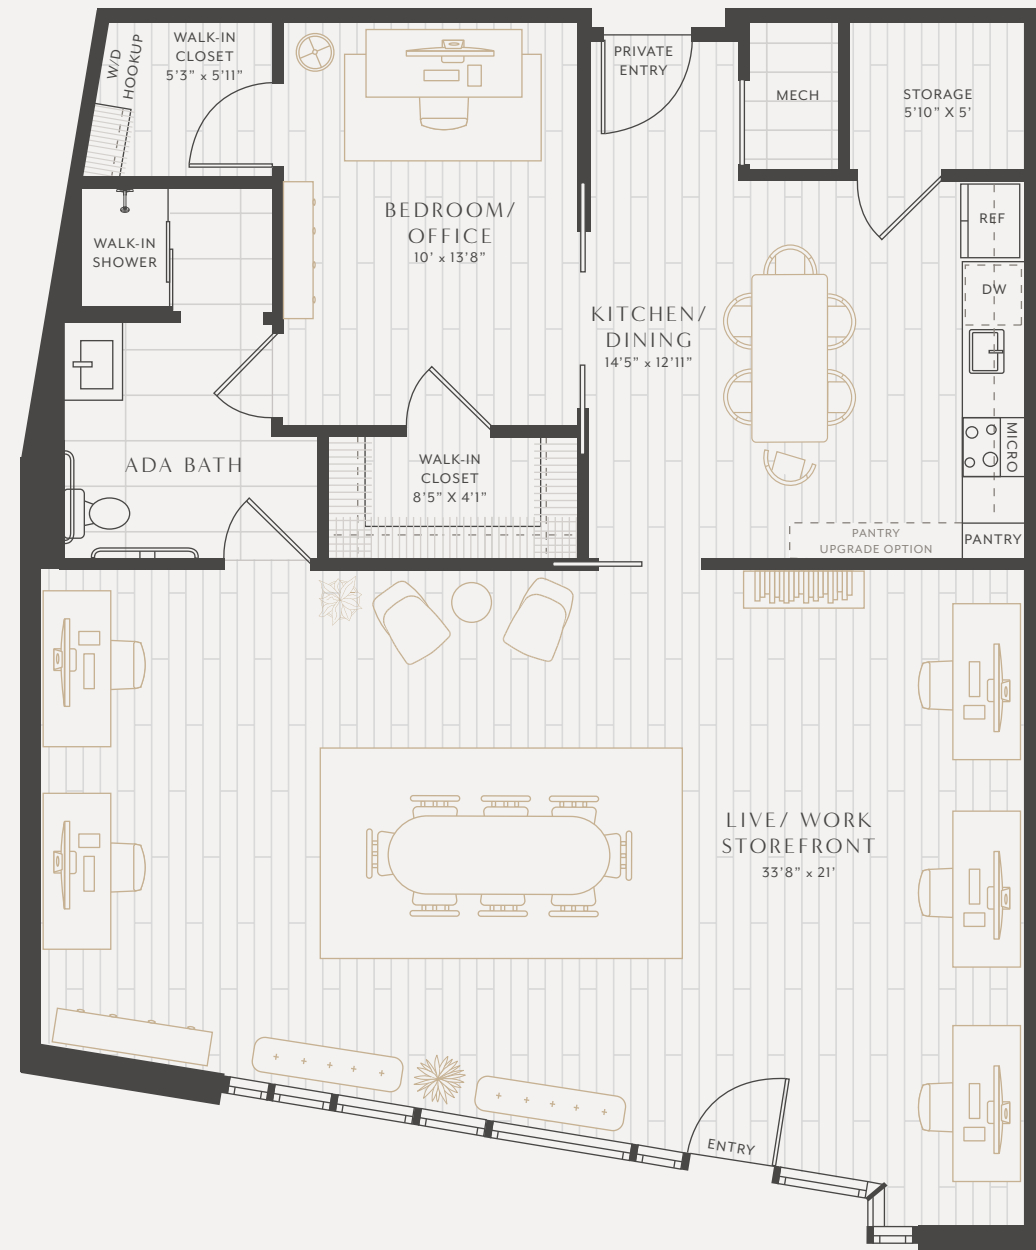 W/D
HOOKUP
WALK-IN
CLOSET
5'3” x 5'11”
PRIVATE
ENTRY
MECH
STORAGE
5'10” X 5'
WALK-IN
SHOWER
BEDROOM/
OFFICE
10’ x 13’8”
REF
DW
KITCHEN/
DINING
14’5” x 12’11”
MICRO
ADA BATH
WALK-IN
CLOSET
8'5” X 4'1”
PANTRY
UPGRADE OPTION
PANTRY
LIVE/ WORK
STOREFRONT
33’8” x 21’
ENTRY